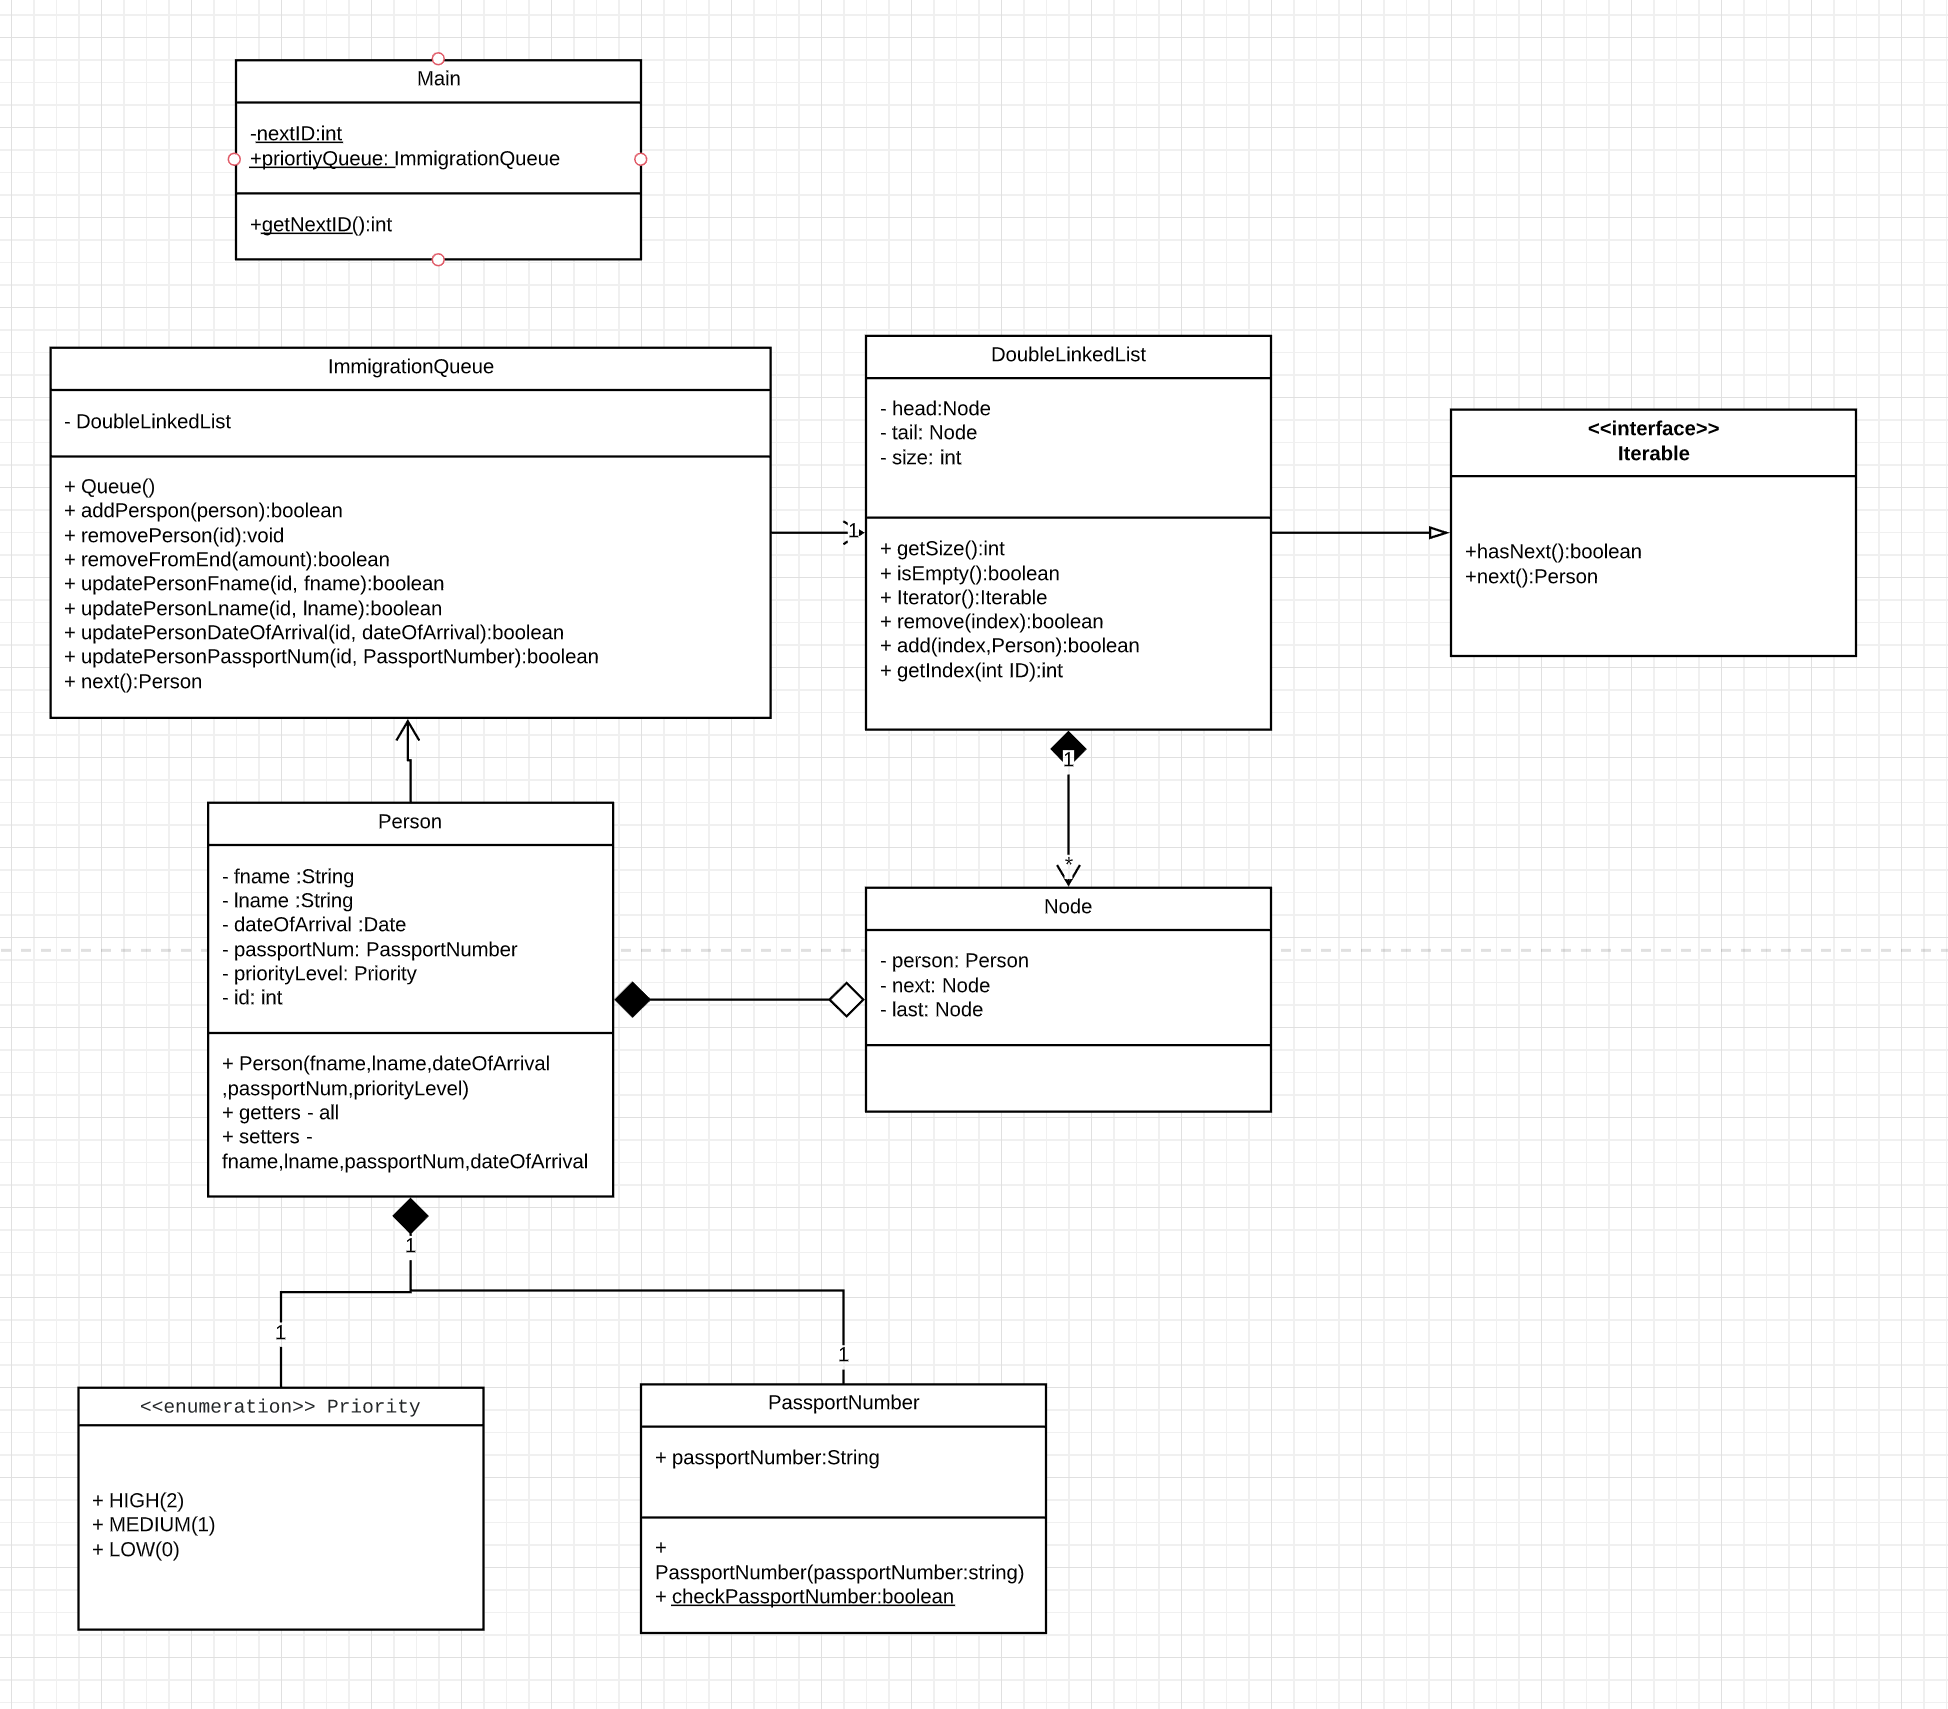 Main
-nextID:int
+priortiyQueue: ImmigrationQueue
+getNextID():int
ImmigrationQueue
- DoubleLinkedList
+ Queue()
+ addPerspon(person):boolean
+ removePerson(id):void
+ removeFromEnd(amount):boolean
+ updatePersonFname(id, fname):boolean
+ updatePersonLname(id, lname):boolean
+ updatePersonDateOfArrival(id, dateOfArrival):boolean
+ updatePersonPassportNum(id, PassportNumber):boolean
+ next():Person
1
DoubleLinkedList
- head:Node
- tail: Node
- size: int
+ getSize():int
+ isEmpty():boolean
+ Iterator():Iterable
+ remove(index):boolean
+ add(index,Person):boolean
+ getIndex(int ID):int
<<interface>>
Iterable
+hasNext():boolean
+next():Person
1
*
Person
- fname :String
- lname :String
- dateOfArrival :Date
- passportNum: PassportNumber
- priorityLevel: Priority
- id: int
+ Person(fname,lname,dateOfArrival
,passportNum,priorityLevel)
+ getters - all
+ setters -
fname,lname,passportNum,dateOfArrival
Node
- person: Person
- next: Node
- last: Node
1
1
1
<<enumeration>> Priority
+ HIGH(2)
+ MEDIUM(1)
+ LOW(0)
PassportNumber
+ passportNumber:String
+
PassportNumber(passportNumber:string)
+ checkPassportNumber:boolean